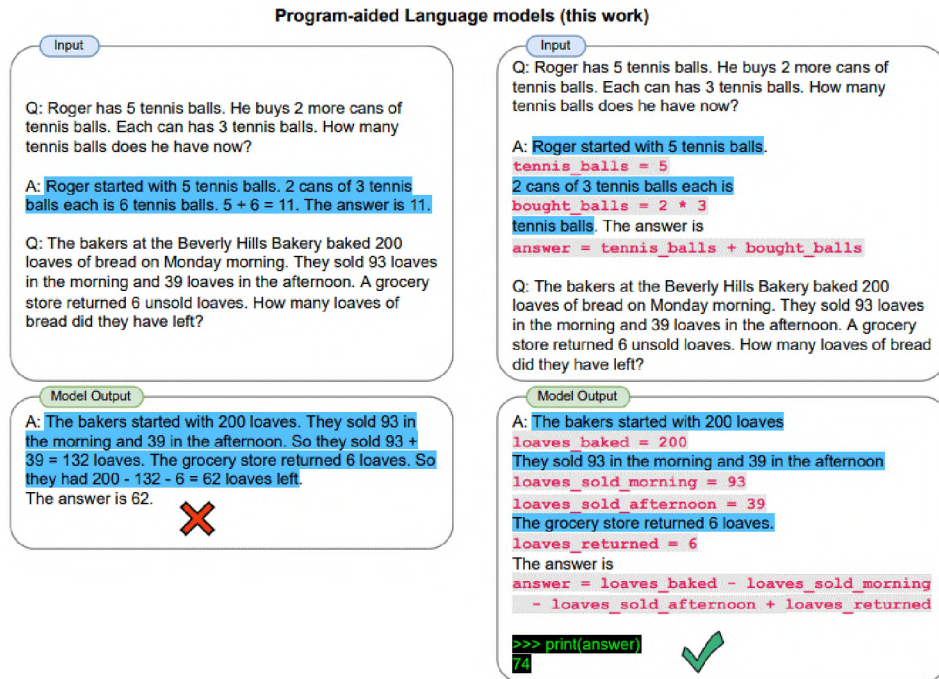 Program-aided Language models (this work)
Input
Q: Roger has 5 tennis balls. He buys 2 more cans of
tennis balls. Each can has 3 tennis balls. How many
tennis balls does he have now?
A: Roger started with 5 tennis balls. 2 cans of 3 tennis
balls each is 6 tennis balls. 5 + 6 = 11. The answer is 11.
Q: The bakers at the Beverly Hills Bakery baked 200
loaves of bread on Monday morning. They sold 93 loaves
in the morning and 39 loaves in the afternoon. A grocery
store returned 6 unsold loaves. How many loaves of
bread did they have left?
Model Output
A: The bakers started with 200 loaves. They sold 93 in
the morning and 39 in the afternoon. So they sold 93 +
39 = 132 loaves. The grocery store returned 6 loaves. So
they had 200 - 132 - 6 = 62 loaves left.
The answer is 62.
Input
Q: Roger has 5 tennis balls. He buys 2 more cans of
tennis balls. Each can has 3 tennis balls. How many
tennis balls does he have now?
A: Roger started with 5 tennis balls.
tennis_balls = 5
2 cans of 3 tennis balls each is
bought_balls = 2 * 3
tennis balls. The answer is
answer = tennis_balls + bought_balls
Q: The bakers at the Beverly Hills Bakery baked 200
loaves of bread on Monday morning. They sold 93 loaves
in the morning and 39 loaves in the afternoon. A grocery
store returned 6 unsold loaves. How many loaves of bread
did they have left?
Model Output
A: The bakers started with 200 loaves
loaves_baked = 200
They sold 93 in the morning and 39 in the afternoon
loaves_sold_morning = 93
loaves_sold_afternoon = 39
The grocery store returned 6 loaves.
loaves_returned = 6
The answer is
answer = loaves_baked - loaves_sold_morning
- loaves_sold_afternoon + loaves_returned
>>> print(answer)
74